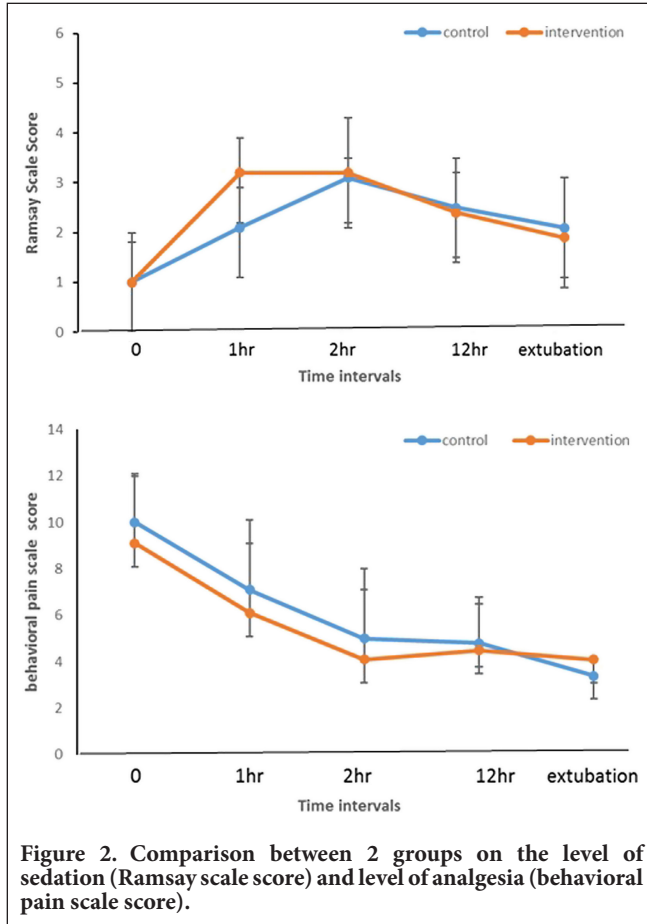 control intervention
6
5
4
3
2
1
0
Ramsay Scale Score
0 1hr 2hr 12hr extubation
Time intervals
control intervention
14
12
10
8
6
4
2
0
behavioral pain scale score
0 1hr 2hr 12hr extubation
Time intervals
Figure 2. Comparison between 2 groups on the level of
sedation (Ramsay scale score) and level of analgesia (behavioral
pain scale score).